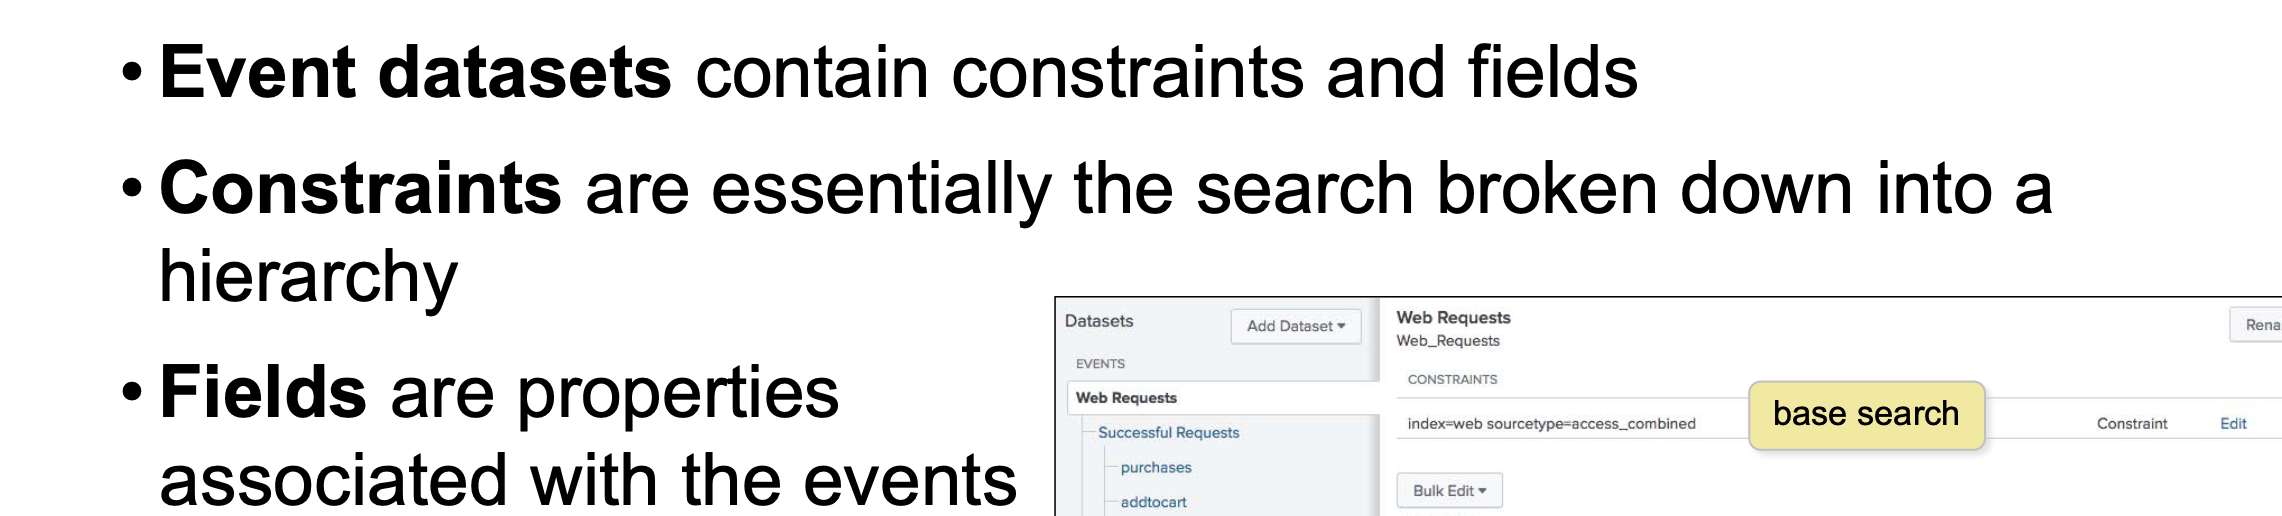 • Event datasets contain constraints and fields
• Constraints are essentially the search broken down into a
hierarchy
• Fields are properties
associated with the events
Datasets
Add Dataset ▾
EVENTS
Web Requests
Successful Requests
purchases
addtocart
Web Requests
Rena
Web_Requests
CONSTRAINTS
index=web sourcetype=access_combined
base search
Constraint
Edit
Bulk Edit ▾